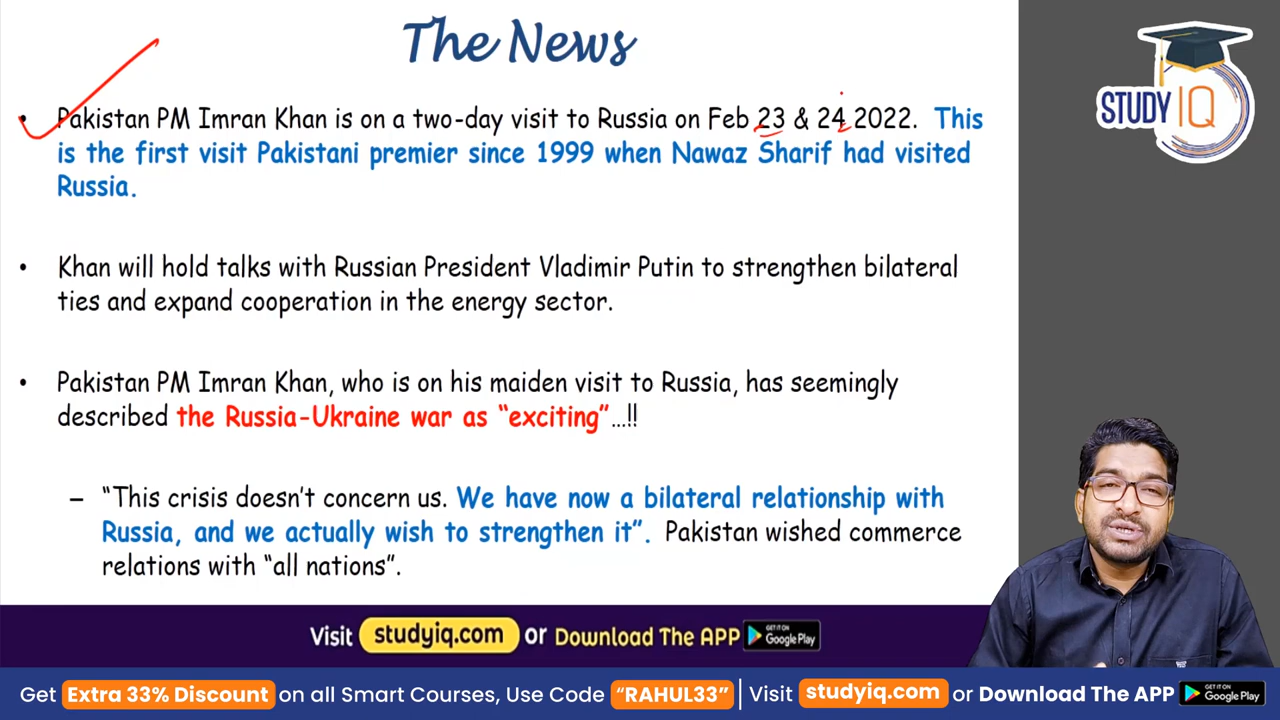 The News
• Pakistan PM Imran Khan is on a two-day visit to Russia on Feb 23 & 24 2022. This
is the first visit Pakistani premier since 1999 when Nawaz Sharif had visited
Russia.
• Khan will hold talks with Russian President Vladimir Putin to strengthen bilateral
ties and expand cooperation in the energy sector.
• Pakistan PM Imran Khan, who is on his maiden visit to Russia, has seemingly
described the Russia-Ukraine war as “exciting”...!!
– “This crisis doesn’t concern us. We have now a bilateral relationship with
Russia, and we actually wish to strengthen it”. Pakistan wished commerce
relations with “all nations”.
STUDY IQ
Visit studyiq.com or Download The APP GET IT ON Google Play
Get Extra 33% Discount on all Smart Courses, Use Code “RAHUL33” | Visit studyiq.com or Download The APP GET IT ON Google Play